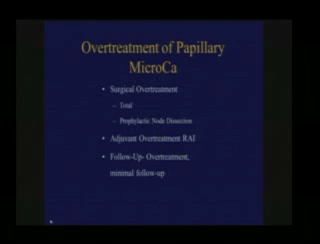 Overtreatment of Papillary
MicroCa
• Surgical Overtreatment
– Total
– Prophylactic Node Dissection
• Adjuvant Overtreatment RAI
• Follow-Up- Overtreatment,
minimal follow-up